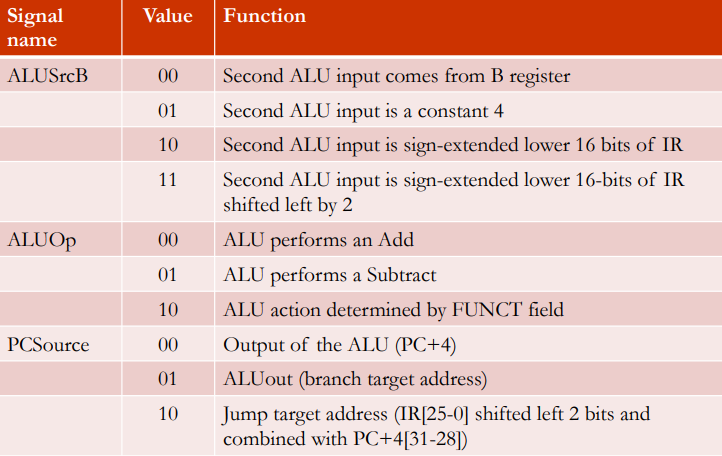 Signal name Value Function
ALUSrcB 00 Second ALU input comes from B register
01 Second ALU input is a constant 4
10 Second ALU input is sign-extended lower 16 bits of IR
11 Second ALU input is sign-extended lower 16-bits of IR
shifted left by 2
ALUOp 00 ALU performs an Add
01 ALU performs a Subtract
10 ALU action determined by FUNCT field
PCSource 00 Output of the ALU (PC+4)
01 ALUout (branch target address)
10 Jump target address (IR[25-0] shifted left 2 bits and
combined with PC+4[31-28])